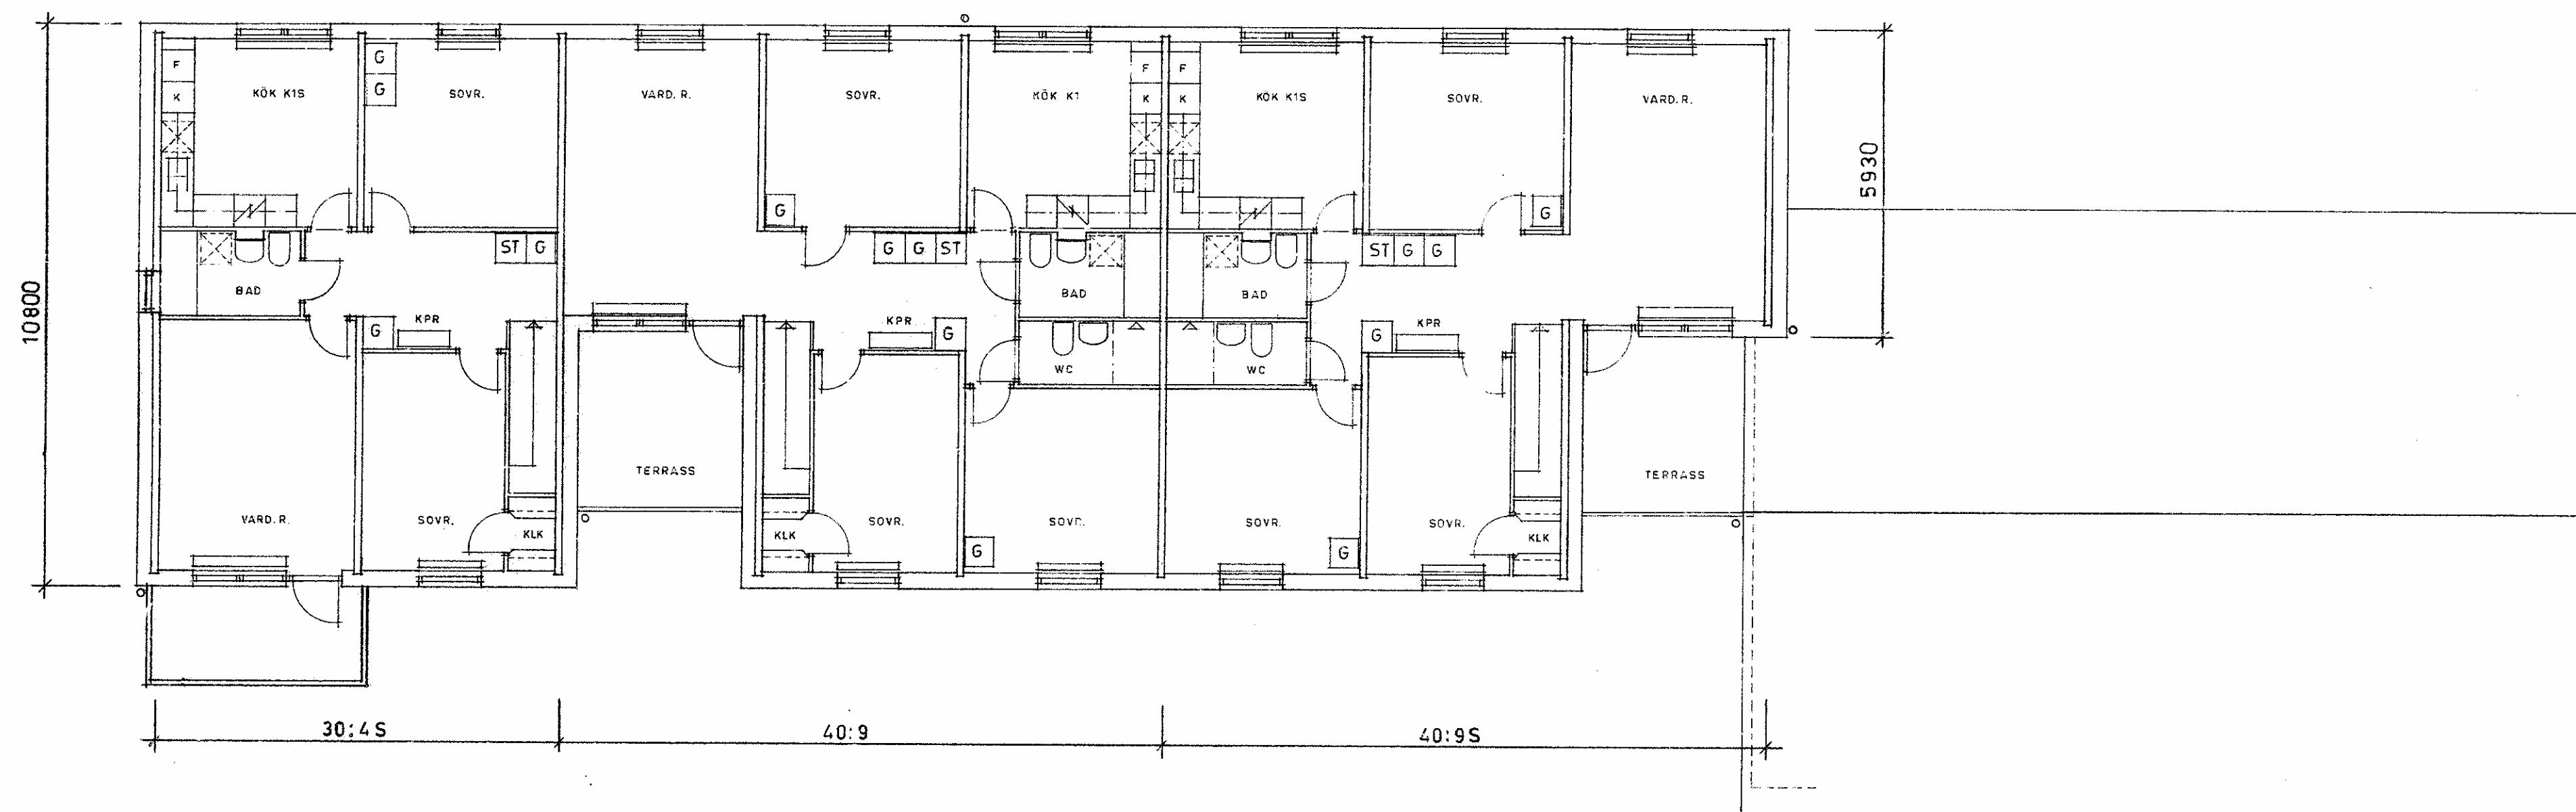 F
K
KÖK K1S
G
G
SOVR.
VARD. R.
SOVR.
G
KÖK K1
F
K
F
K
KÖK K1S
SOVR.
G
VARD. R.
5930
10800
BAD
ST G
G
KPR
G G ST
KPR
G
BAD
WC
BAD
WC
ST G G
G
KPR
VARD. R.
SOVR.
KLK
TERRASS
KLK
SOVR.
SOVR.
G
SOVR.
G
SOVR.
KLK
TERRASS
30:4S
40:9
40:9S